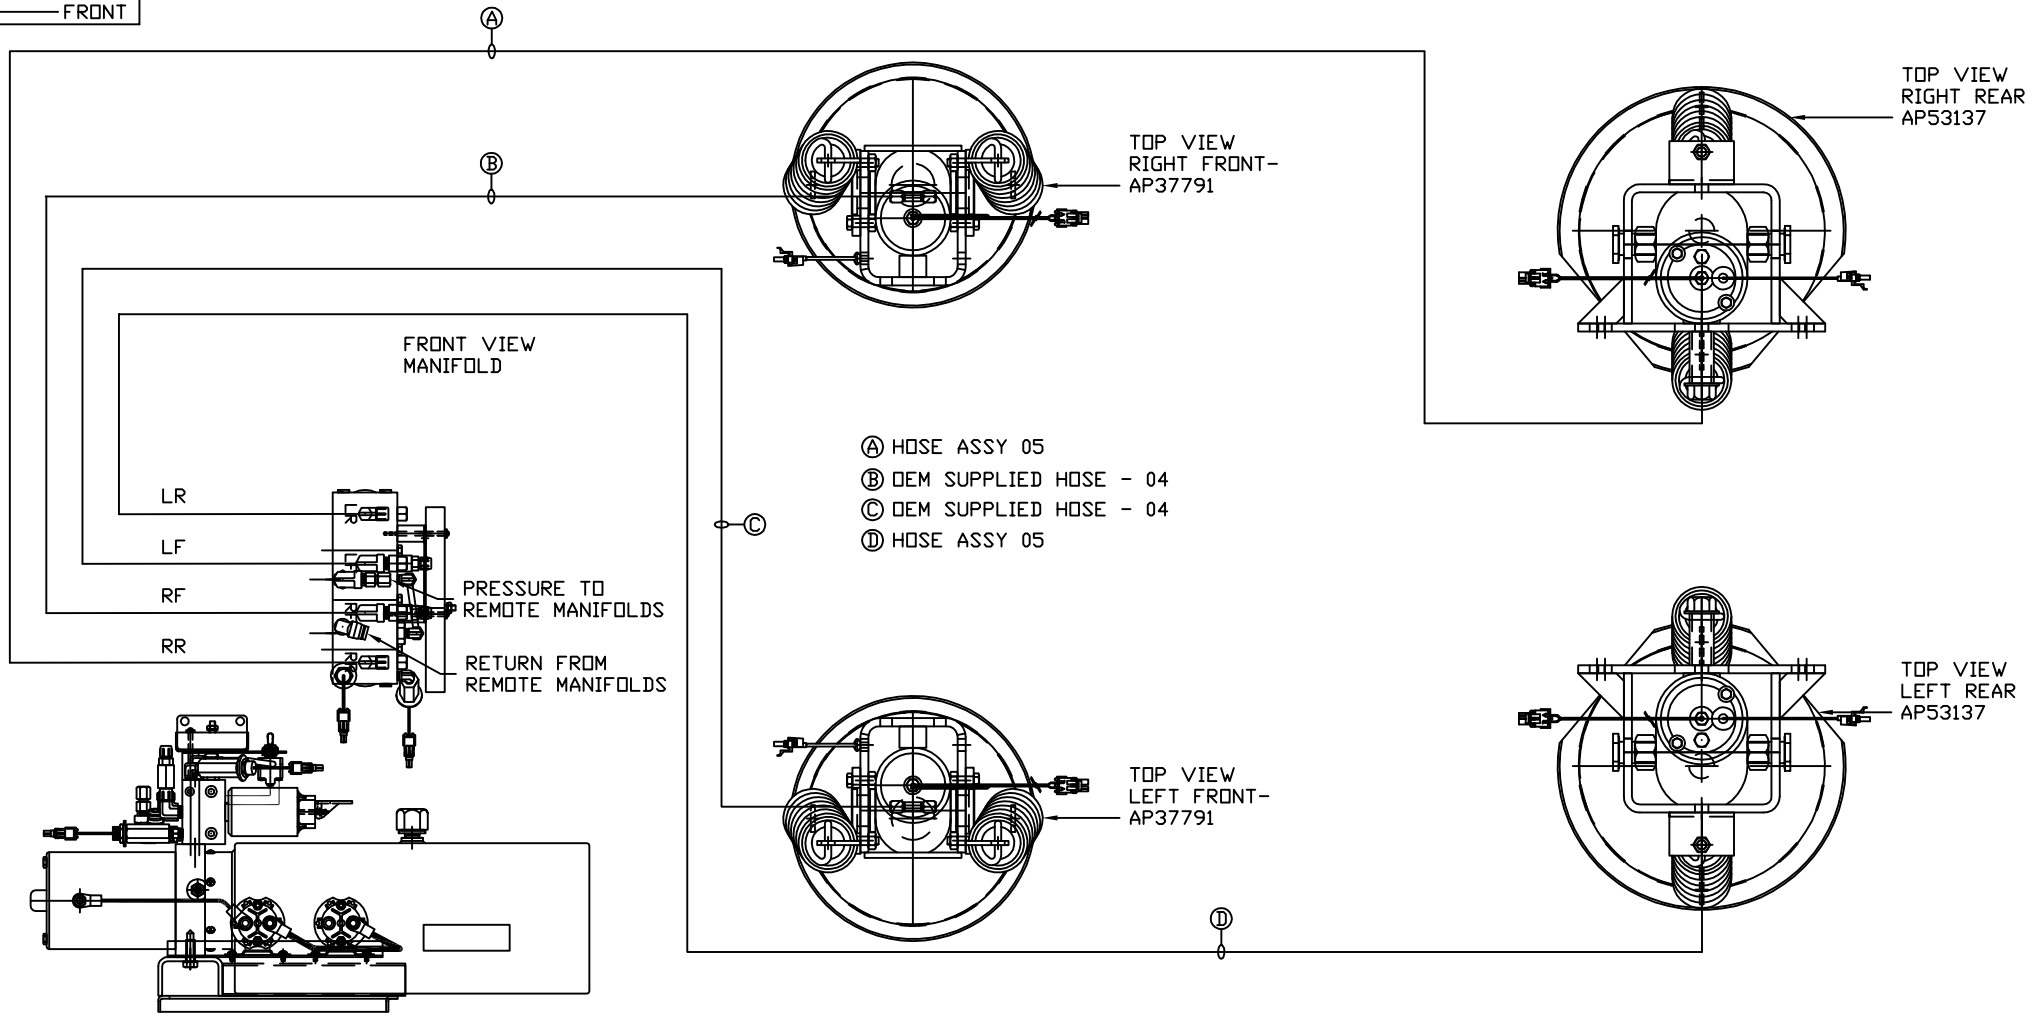 FRONT
A
TOP VIEW
RIGHT REAR
AP53137
B
TOP VIEW
RIGHT FRONT-
AP37791
FRONT VIEW
MANIFOLD
A HOSE ASSY 05
B OEM SUPPLIED HOSE - 04
C OEM SUPPLIED HOSE - 04
D HOSE ASSY 05
C
LR
LR
LF
RF
RR
PRESSURE TO
REMOTE MANIFOLDS
RETURN FROM
REMOTE MANIFOLDS
TOP VIEW
LEFT REAR
AP53137
TOP VIEW
LEFT FRONT-
AP37791
D